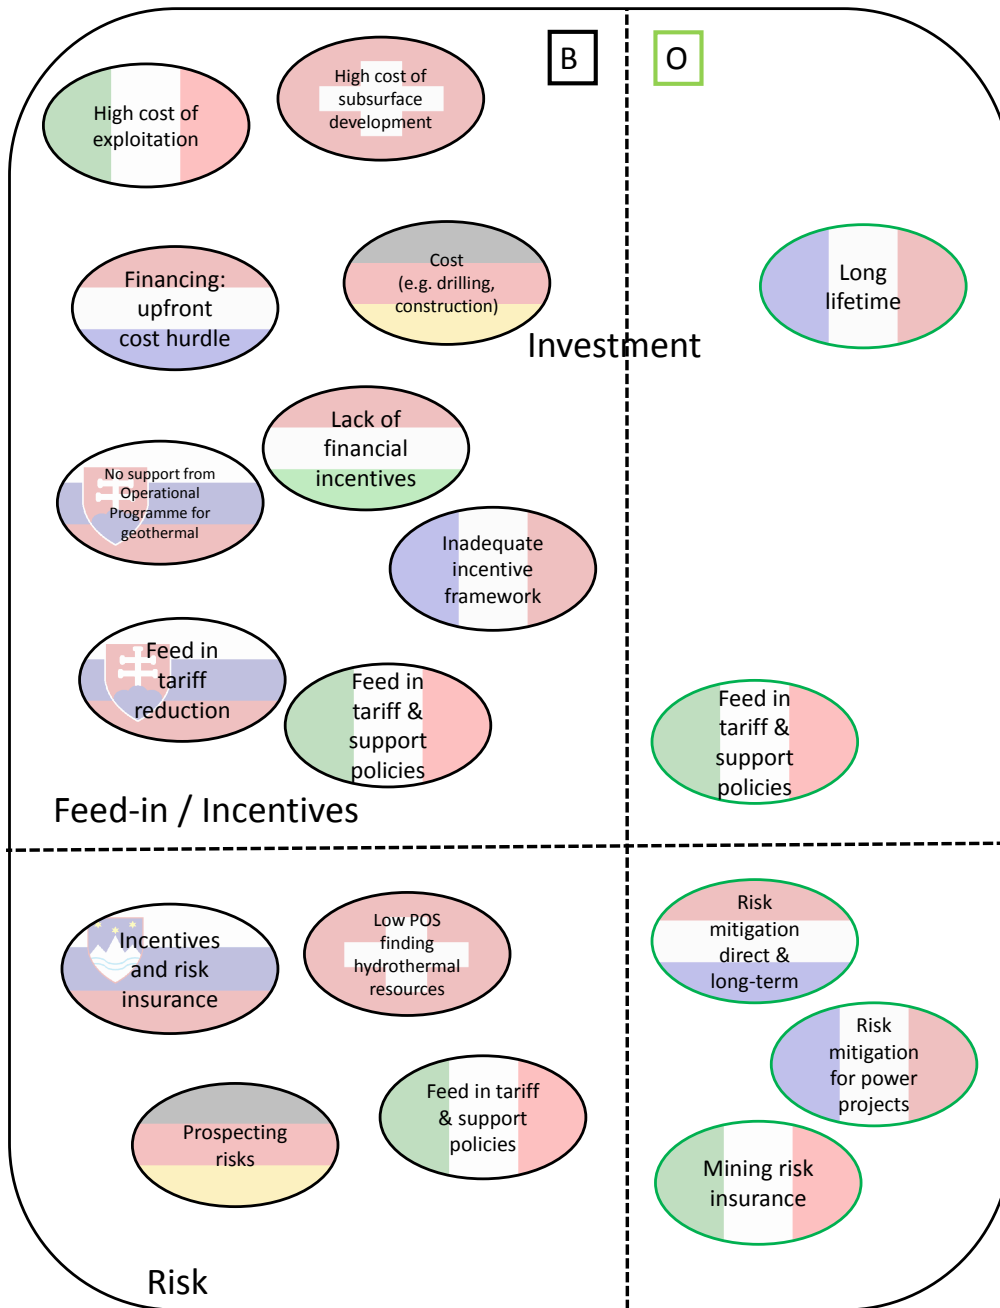 B
O
High cost of
exploitation
High cost of
subsurface
development
Financing:
upfront
cost hurdle
Cost
(e.g. drilling,
construction)
Long
lifetime
Investment
Lack of
financial
incentives
No support from
Operational
Programme for
geothermal
Inadequate
incentive
framework
Feed in
tariff
reduction
Feed in
tariff &
support
policies
Feed in
tariff &
support
policies
Feed-in / Incentives
Incentives
and risk
insurance
Low POS
finding
hydrothermal
resources
Risk
mitigation
direct &
long-term
Risk
mitigation
for power
projects
Prospecting
risks
Feed in tariff
& support
policies
Mining risk
insurance
Risk